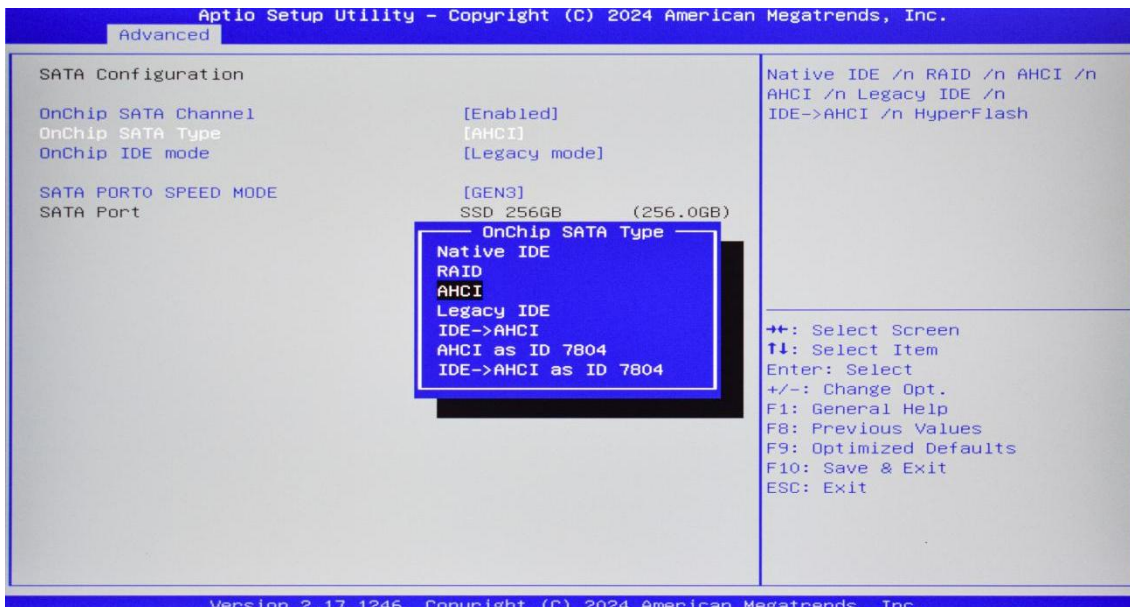 Aptio Setup Utility – Copyright (C) 2024 American Megatrends, Inc.
Advanced
SATA Configuration
OnChip SATA Channel [Enabled]
OnChip SATA Type [AHCI]
OnChip IDE mode [Legacy mode]
SATA PORT0 SPEED MODE [GEN3]
SATA Port SSD 256GB (256.0GB)
OnChip SATA Type
Native IDE
RAID
AHCI
Legacy IDE
IDE->AHCI
AHCI as ID 7804
IDE->AHCI as ID 7804
Native IDE /n RAID /n AHCI /n
AHCI /n Legacy IDE /n
IDE->AHCI /n HyperFlash
→←: Select Screen
↑↓: Select Item
Enter: Select
+/-: Change Opt.
F1: General Help
F8: Previous Values
F9: Optimized Defaults
F10: Save & Exit
ESC: Exit
Version 2.17.1246. Copyright (C) 2024 American Megatrends, Inc.